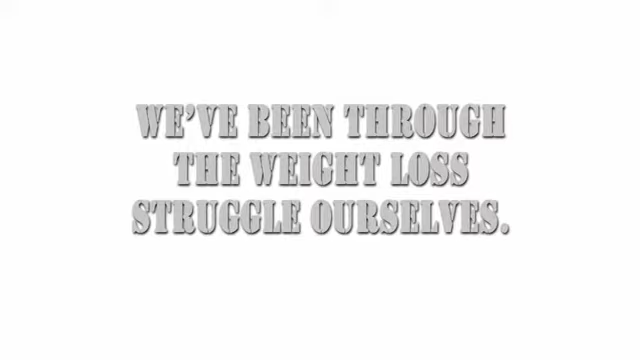 WE'VE BEEN THROUGH
THE WEIGHT LOSS
STRUGGLE OURSELVES.